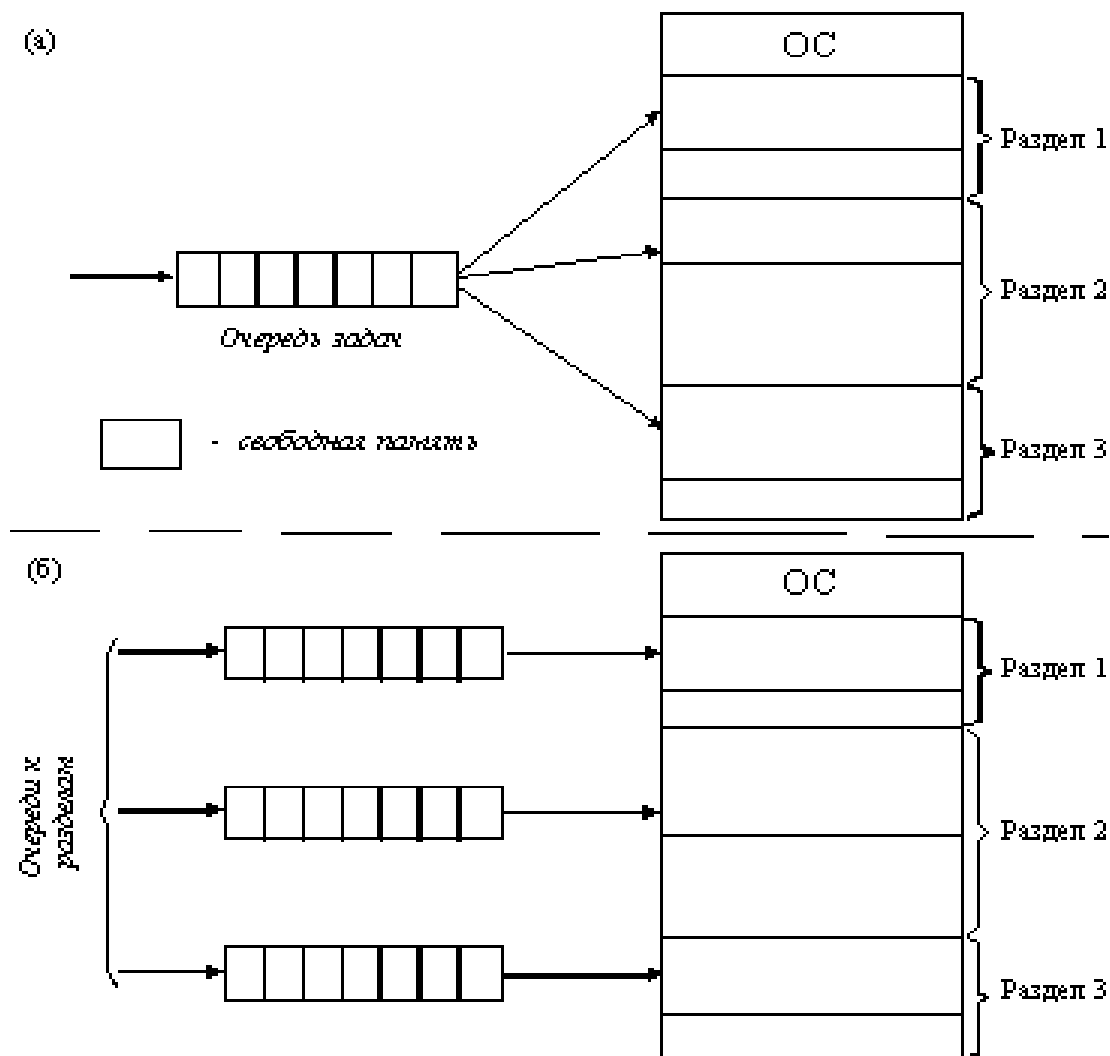 (а)
ОС
Раздел 1
Раздел 2
Очередь задач
- свободная память
Раздел 3
(б)
ОС
Раздел 1
Очереди к
разделам
Раздел 2
Раздел 3